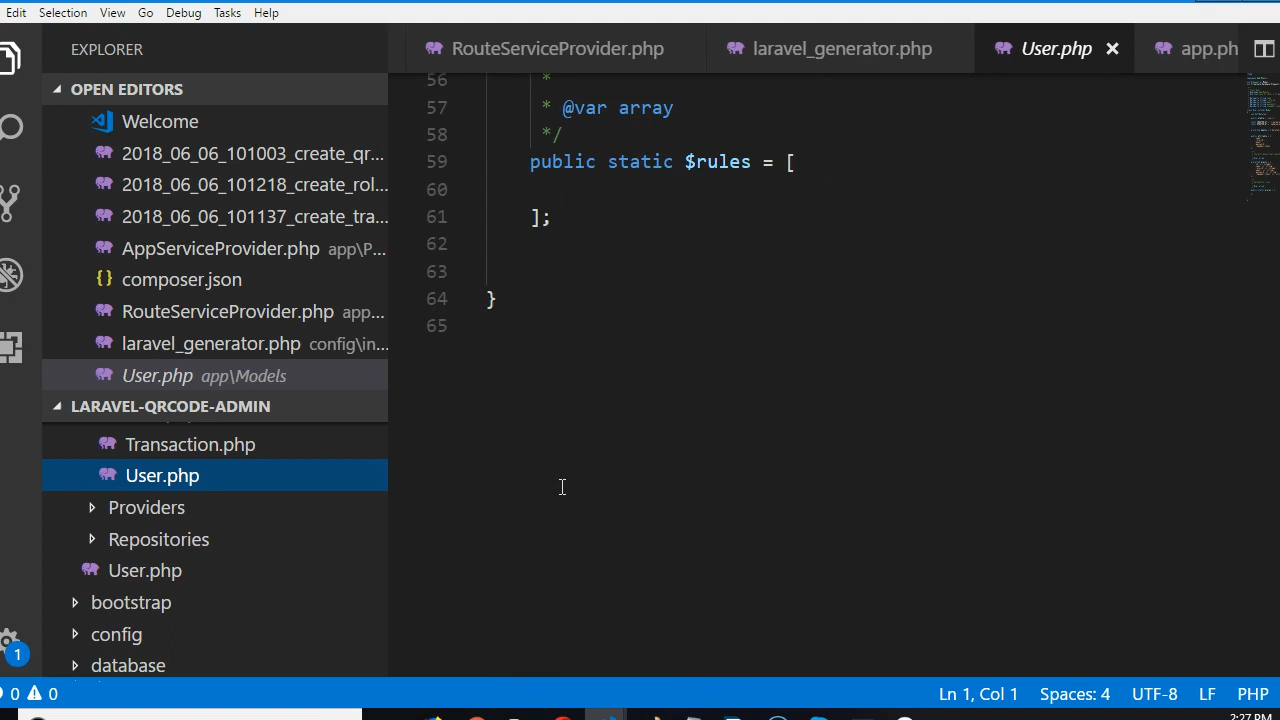 Edit Selection View Go Debug Tasks Help
EXPLORER
RouteServiceProvider.php laravel_generator.php User.php app.ph
OPEN EDITORS
Welcome
2018_06_06_101003_create_qr...
2018_06_06_101218_create_rol...
2018_06_06_101137_create_tra...
AppServiceProvider.php app\P...
composer.json
RouteServiceProvider.php app...
laravel_generator.php config\in...
User.php app\Models
LARAVEL-QRCODE-ADMIN
Transaction.php
User.php
Providers
Repositories
User.php
bootstrap
config
database
56 *
57 * @var array
58 */
59 public static $rules = [
60
61 ];
62
63
64 }
65
1
0 0 Ln 1, Col 1 Spaces: 4 UTF-8 LF PHP
2:27 PM